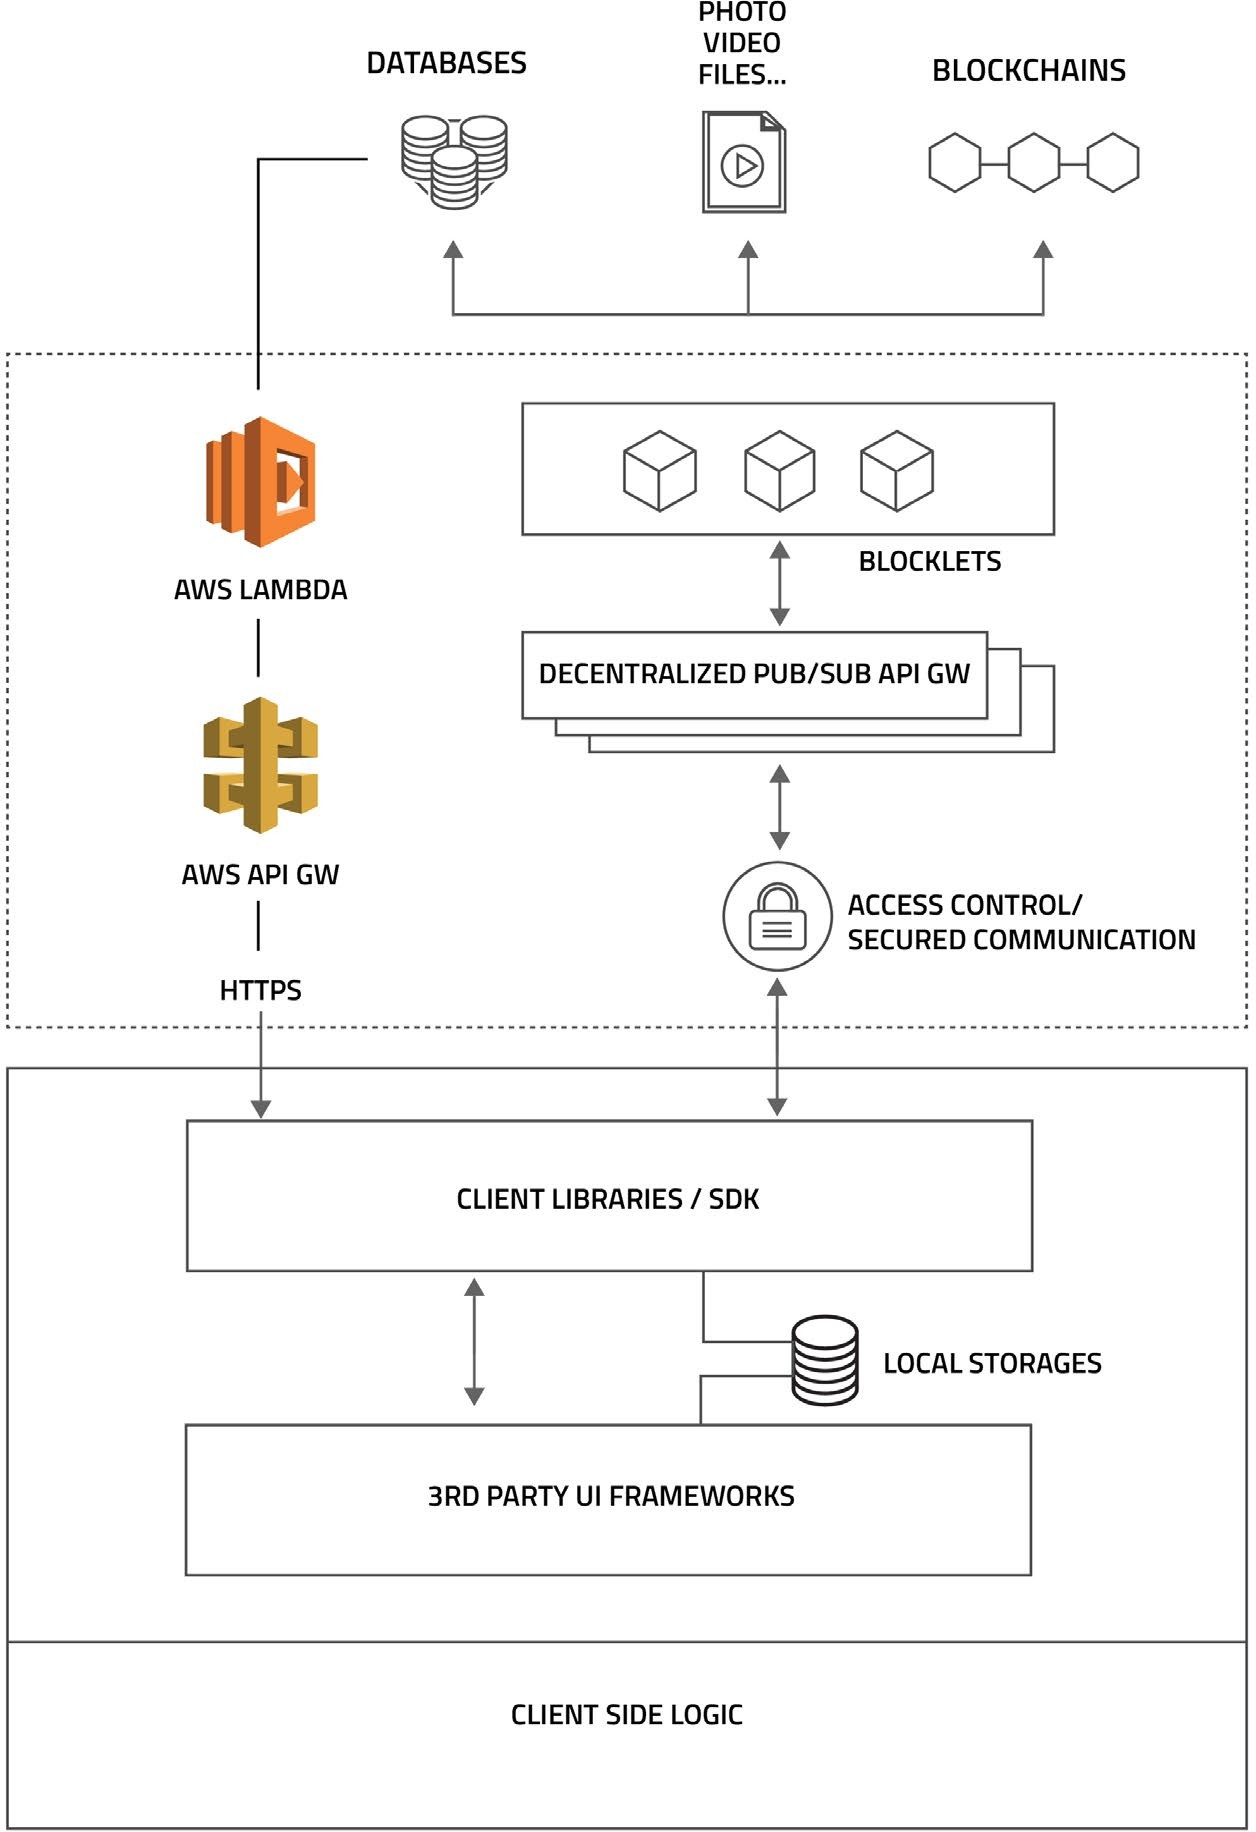 DATABASES
PHOTO
VIDEO
FILES...
BLOCKCHAINS
AWS LAMBDA
BLOCKLETS
DECENTRALIZED PUB/SUB API GW
AWS API GW
ACCESS CONTROL/
SECURED COMMUNICATION
HTTPS
CLIENT LIBRARIES / SDK
LOCAL STORAGES
3RD PARTY UI FRAMEWORKS
CLIENT SIDE LOGIC